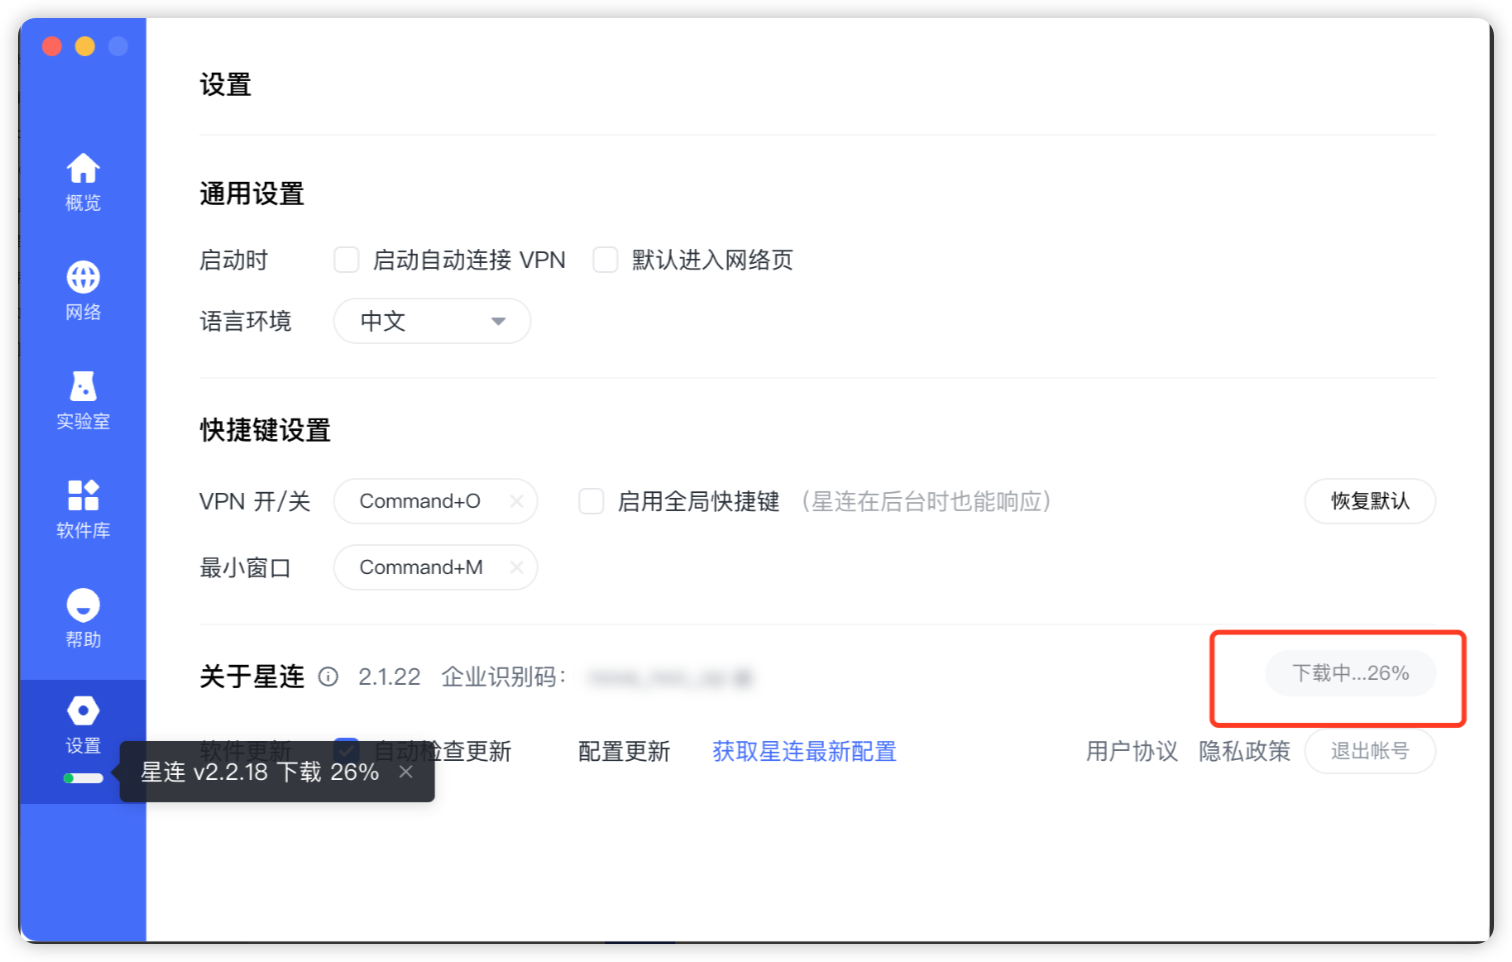 概览
网络
实验室
软件库
帮助
设置
设置
通用设置
启动时 启动自动连接 VPN 默认进入网络页
语言环境 中文
快捷键设置
VPN 开/关 Command+O 启用全局快捷键 (星连在后台时也能响应) 恢复默认
最小窗口 Command+M
关于星连 2.1.22 企业识别码: 下载中...26%
软件更新 自动检查更新 配置更新 获取星连最新配置 用户协议 隐私政策 退出帐号
星连 v2.2.18 下载 26%